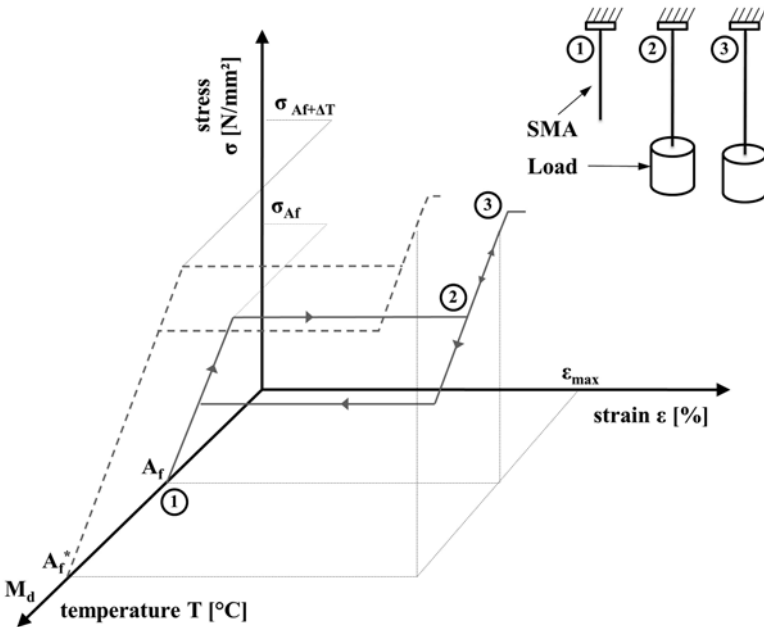 stress
σ [N/mm²]
σ Af+ΔT
σAf
1
2
3
SMA
Load
3
2
εmax
strain ε [%]
Af
1
Af*
Md
temperature T [°C]